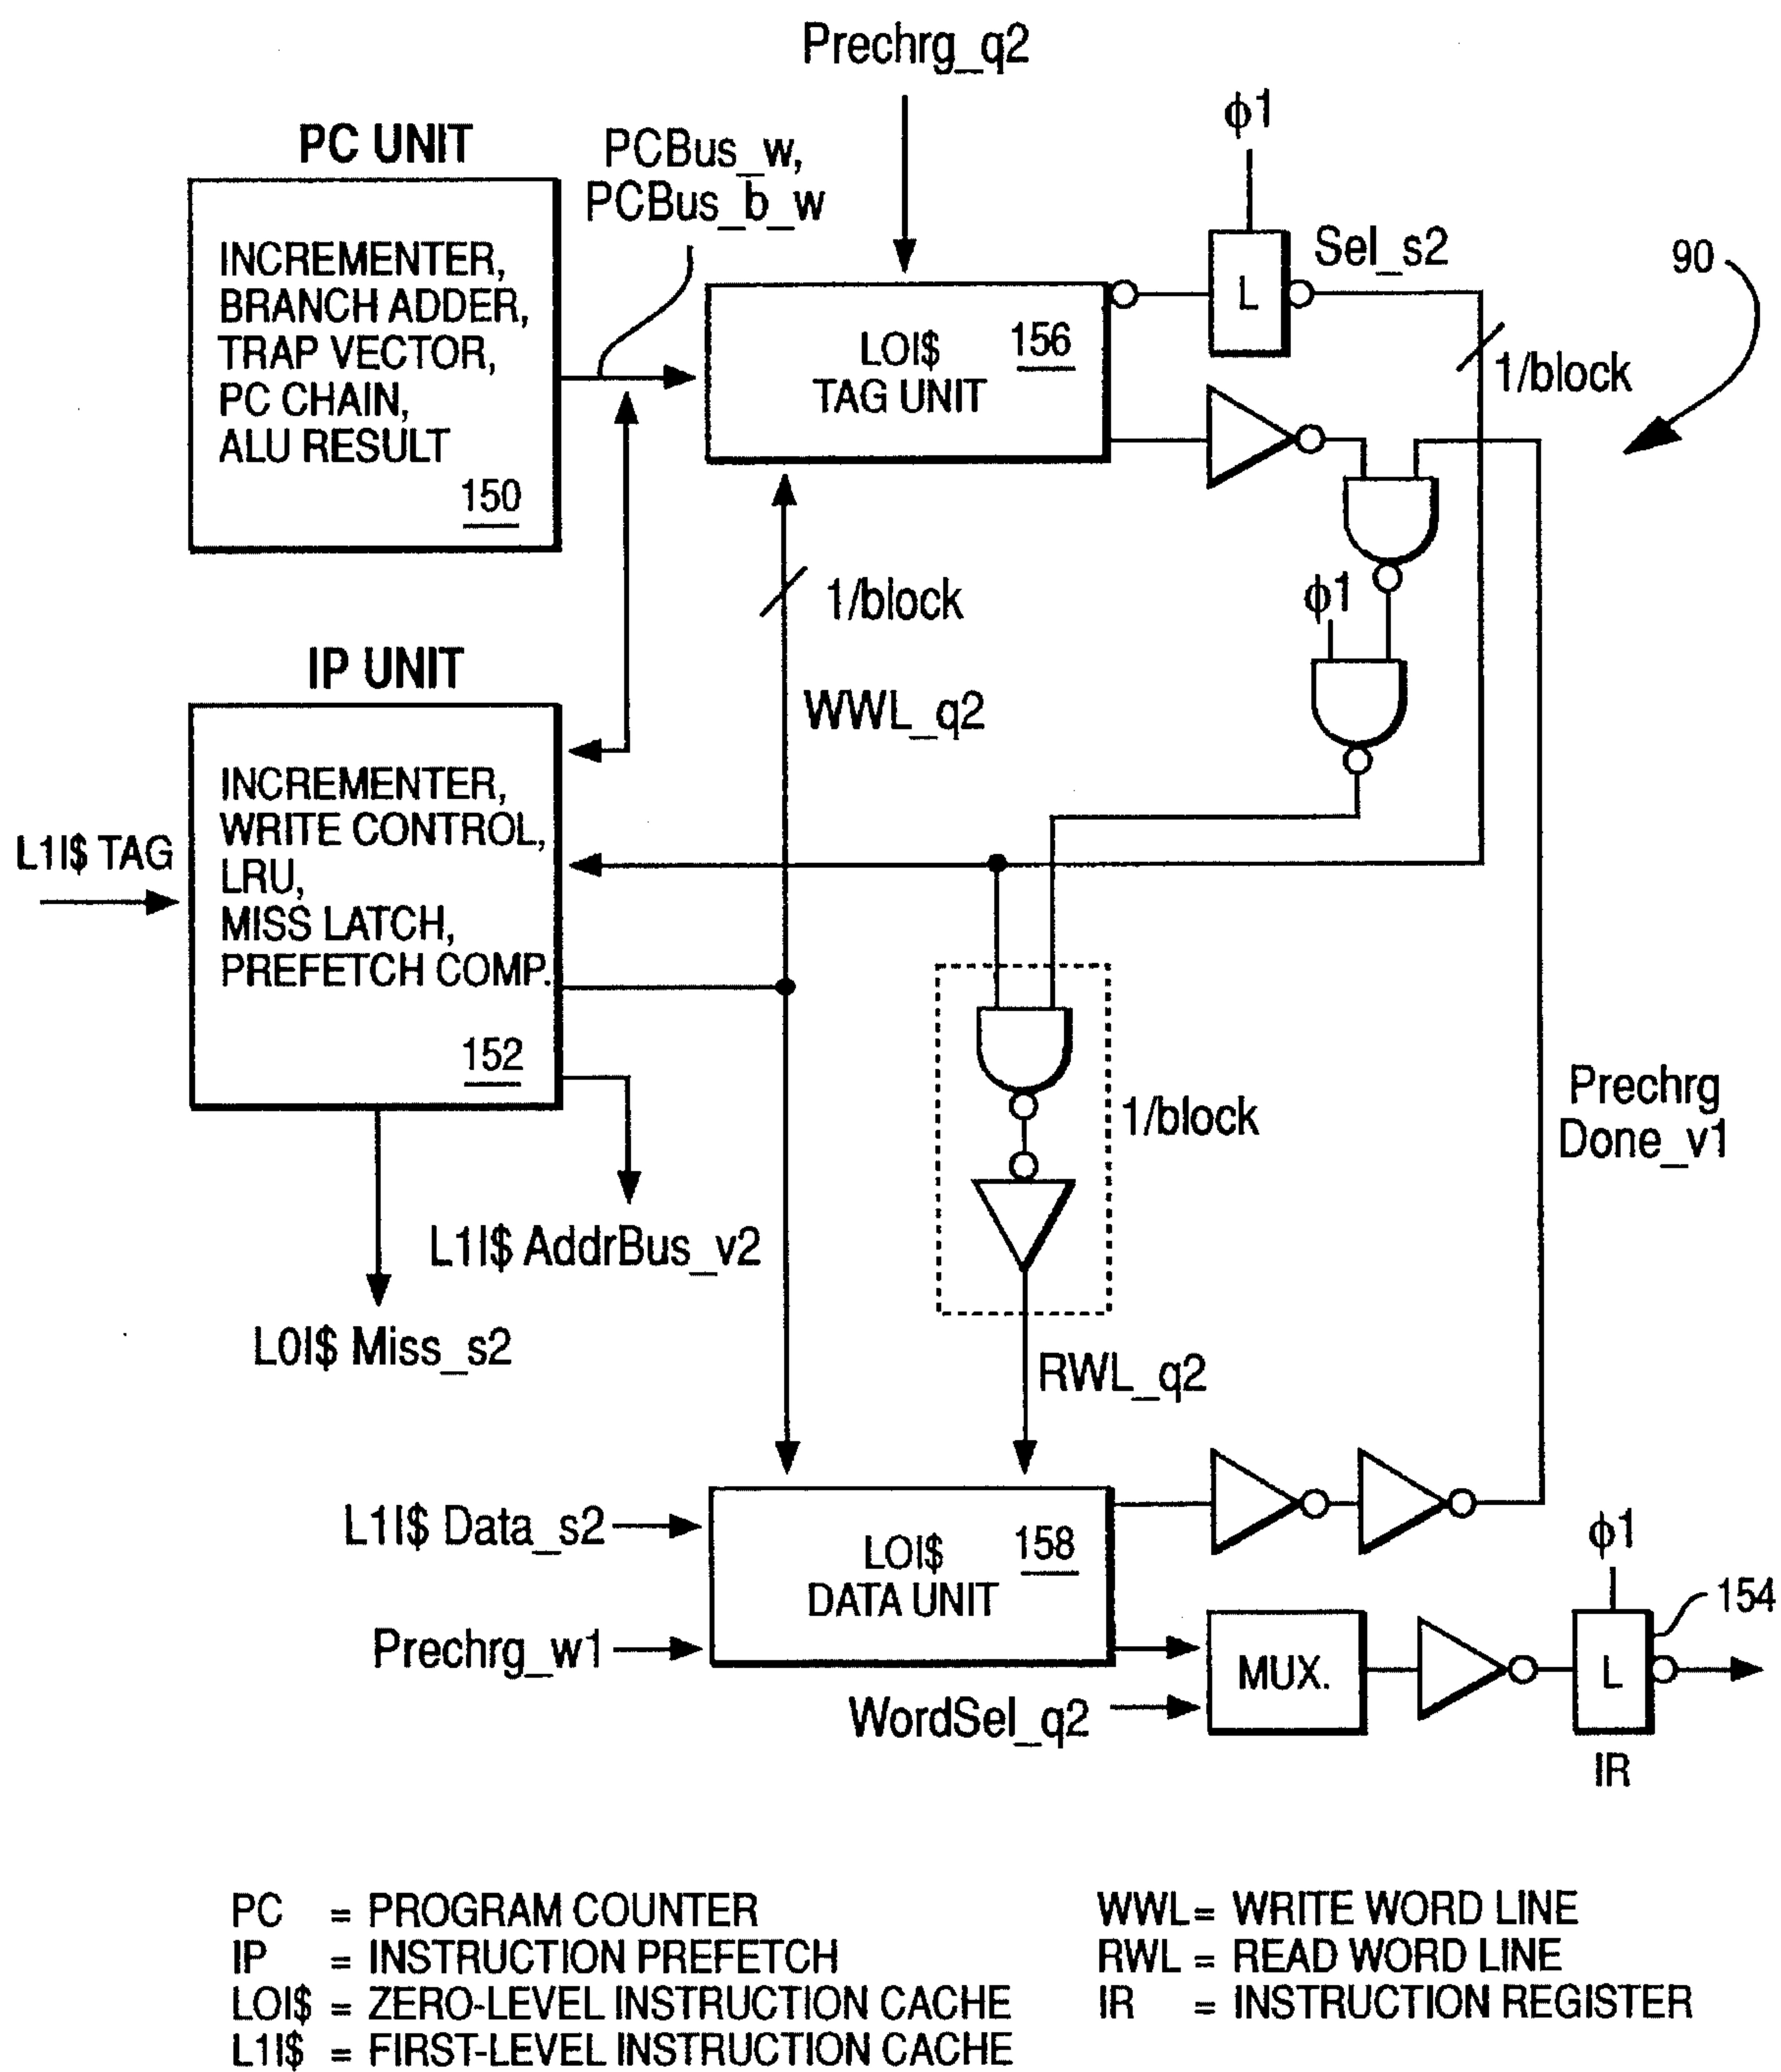 Prechrg_q2
ϕ1
PC UNIT
PCBus_w,
PCBus_b_w
INCREMENTER,
BRANCH ADDER,
TRAP VECTOR,
PC CHAIN,
ALU RESULT
150
LOI$
TAG UNIT
156
L
Sel_s2
90
1/block
1/block
ϕ1
IP UNIT
WWL_q2
INCREMENTER,
WRITE CONTROL,
LRU,
MISS LATCH,
PREFETCH COMP.
152
L1I$ TAG
1/block
Prechrg
Done_v1
L1I$ AddrBus_v2
L0I$ Miss_s2
RWL_q2
L1I$ Data_s2
LOI$
DATA UNIT
158
Prechrg_w1
WordSel_q2
MUX.
ϕ1
154
L
IR
PC = PROGRAM COUNTER
IP = INSTRUCTION PREFETCH
LOI$ = ZERO-LEVEL INSTRUCTION CACHE
L1I$ = FIRST-LEVEL INSTRUCTION CACHE
WWL= WRITE WORD LINE
RWL = READ WORD LINE
IR = INSTRUCTION REGISTER